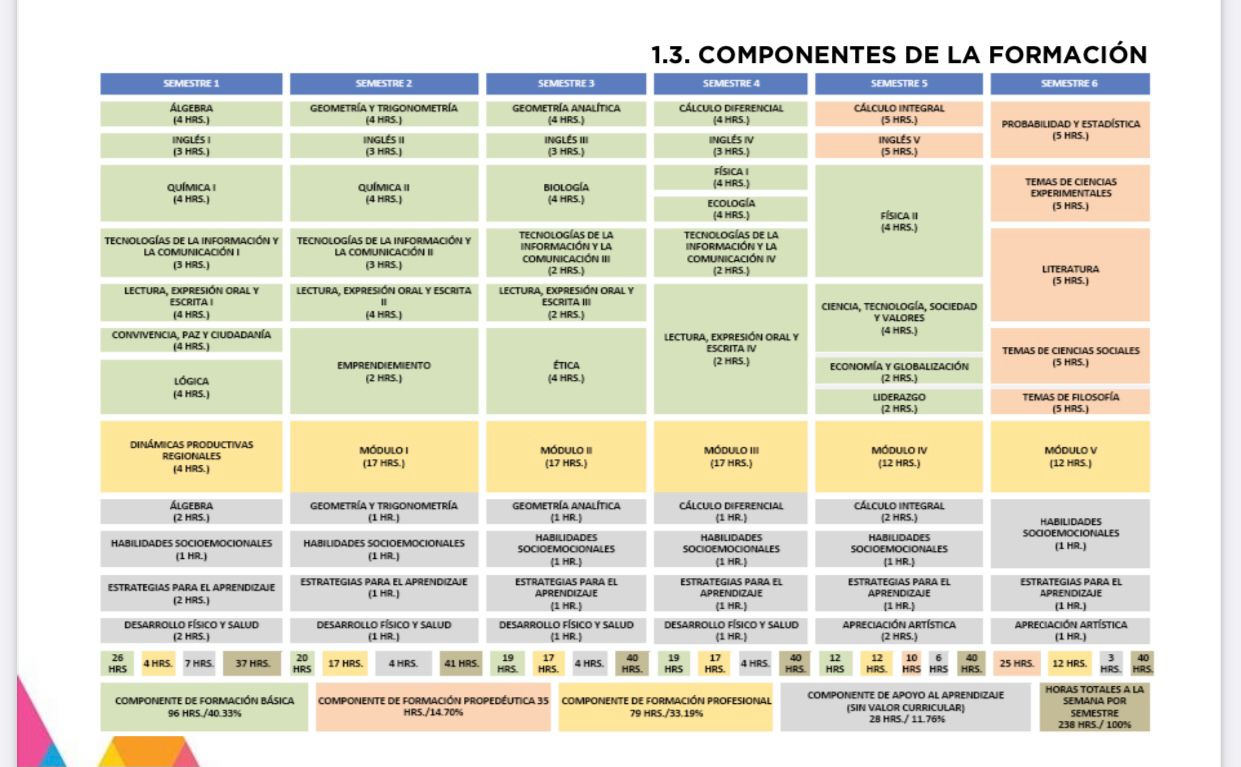 1.3. COMPONENTES DE LA FORMACIÓN
SEMESTRE 1
SEMESTRE 2
SEMESTRE 3
SEMESTRE 4
SEMESTRE 5
SEMESTRE 6
ÁLGEBRA
(4 HRS.)
GEOMETRÍA Y TRIGONOMETRÍA
(4 HRS.)
GEOMETRÍA ANALÍTICA
(4 HRS.)
CÁLCULO DIFERENCIAL
(4 HRS.)
CÁLCULO INTEGRAL
(5 HRS.)
PROBABILIDAD Y ESTADÍSTICA
(5 HRS.)
INGLÉS I
(3 HRS.)
INGLÉS II
(3 HRS.)
INGLÉS III
(3 HRS.)
INGLÉS IV
(3 HRS.)
INGLÉS V
(5 HRS.)
QUÍMICA I
(4 HRS.)
QUÍMICA II
(4 HRS.)
BIOLOGÍA
(4 HRS.)
FÍSICA I
(4 HRS.)
ECOLOGÍA
(4 HRS.)
FÍSICA II
(4 HRS.)
TEMAS DE CIENCIAS
EXPERIMENTALES
(5 HRS.)
TECNOLOGÍAS DE LA INFORMACIÓN Y
LA COMUNICACIÓN I
(3 HRS.)
TECNOLOGÍAS DE LA INFORMACIÓN Y
LA COMUNICACIÓN II
(3 HRS.)
TECNOLOGÍAS DE LA
INFORMACIÓN Y LA
COMUNICACIÓN III
(2 HRS.)
TECNOLOGÍAS DE LA
INFORMACIÓN Y LA
COMUNICACIÓN IV
(2 HRS.)
LITERATURA
(5 HRS.)
LECTURA, EXPRESIÓN ORAL Y
ESCRITA I
(4 HRS.)
LECTURA, EXPRESIÓN ORAL Y ESCRITA
II
(4 HRS.)
LECTURA, EXPRESIÓN ORAL Y
ESCRITA III
(2 HRS.)
LECTURA, EXPRESIÓN ORAL Y
ESCRITA IV
(2 HRS.)
CIENCIA, TECNOLOGÍA, SOCIEDAD
Y VALORES
(4 HRS.)
CONVIVENCIA, PAZ Y CIUDADANÍA
(4 HRS.)
EMPRENDIEMIENTO
(2 HRS.)
ÉTICA
(4 HRS.)
TEMAS DE CIENCIAS SOCIALES
(5 HRS.)
LÓGICA
(4 HRS.)
ECONOMÍA Y GLOBALIZACIÓN
(2 HRS.)
LIDERAZGO
(2 HRS.)
TEMAS DE FILOSOFÍA
(5 HRS.)
DINÁMICAS PRODUCTIVAS
REGIONALES
(4 HRS.)
MÓDULO I
(17 HRS.)
MÓDULO II
(17 HRS.)
MÓDULO III
(17 HRS.)
MÓDULO IV
(12 HRS.)
MÓDULO V
(12 HRS.)
ÁLGEBRA
(2 HRS.)
GEOMETRÍA Y TRIGONOMETRÍA
(1 HR.)
GEOMETRÍA ANALÍTICA
(1 HR.)
CÁLCULO DIFERENCIAL
(1 HR.)
CÁLCULO INTEGRAL
(2 HRS.)
HABILIDADES
SOCIOEMOCIONALES
(1 HR.)
HABILIDADES SOCIOEMOCIONALES
(1 HR.)
HABILIDADES SOCIOEMOCIONALES
(1 HR.)
HABILIDADES
SOCIOEMOCIONALES
(1 HR.)
HABILIDADES
SOCIOEMOCIONALES
(1 HR.)
HABILIDADES
SOCIOEMOCIONALES
(1 HR.)
ESTRATEGIAS PARA EL APRENDIZAJE
(2 HRS.)
ESTRATEGIAS PARA EL APRENDIZAJE
(1 HR.)
ESTRATEGIAS PARA EL
APRENDIZAJE
(1 HR.)
ESTRATEGIAS PARA EL
APRENDIZAJE
(1 HR.)
ESTRATEGIAS PARA EL
APRENDIZAJE
(1 HR.)
ESTRATEGIAS PARA EL
APRENDIZAJE
(1 HR.)
DESARROLLO FÍSICO Y SALUD
(2 HRS.)
DESARROLLO FÍSICO Y SALUD
(1 HR.)
DESARROLLO FÍSICO Y SALUD
(1 HR.)
DESARROLLO FÍSICO Y SALUD
(1 HR.)
APRECIACIÓN ARTÍSTICA
(2 HRS.)
APRECIACIÓN ARTÍSTICA
(1 HR.)
26
HRS
4 HRS.
7 HRS.
37 HRS.
20
HRS
17 HRS.
4 HRS.
41 HRS.
19
HRS.
17
HRS.
4 HRS.
40
HRS.
19
HRS
17
HRS.
4 HRS.
40
HRS.
12
HRS
12
HRS.
10
HRS
6
HRS
40
HRS.
25 HRS.
12 HRS.
3
HRS.
40
HRS.
COMPONENTE DE FORMACIÓN BÁSICA
96 HRS./40.33%
COMPONENTE DE FORMACIÓN PROPEDÉUTICA 35
HRS./14.70%
COMPONENTE DE FORMACIÓN PROFESIONAL
79 HRS./33.19%
COMPONENTE DE APOYO AL APRENDIZAJE
(SIN VALOR CURRICULAR)
28 HRS./ 11.76%
HORAS TOTALES A LA
SEMANA POR
SEMESTRE
238 HRS./ 100%